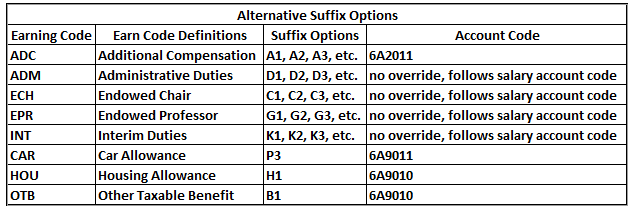 Alternative Suffix Options
Earning Code Earn Code Definitions Suffix Options Account Code
ADC Additional Compensation A1, A2, A3, etc. 6A2011
ADM Administrative Duties D1, D2, D3, etc. no override, follows salary account code
ECH Endowed Chair C1, C2, C3, etc. no override, follows salary account code
EPR Endowed Professor G1, G2, G3, etc. no override, follows salary account code
INT Interim Duties K1, K2, K3, etc. no override, follows salary account code
CAR Car Allowance P3 6A9011
HOU Housing Allowance H1 6A9010
OTB Other Taxable Benefit B1 6A9010